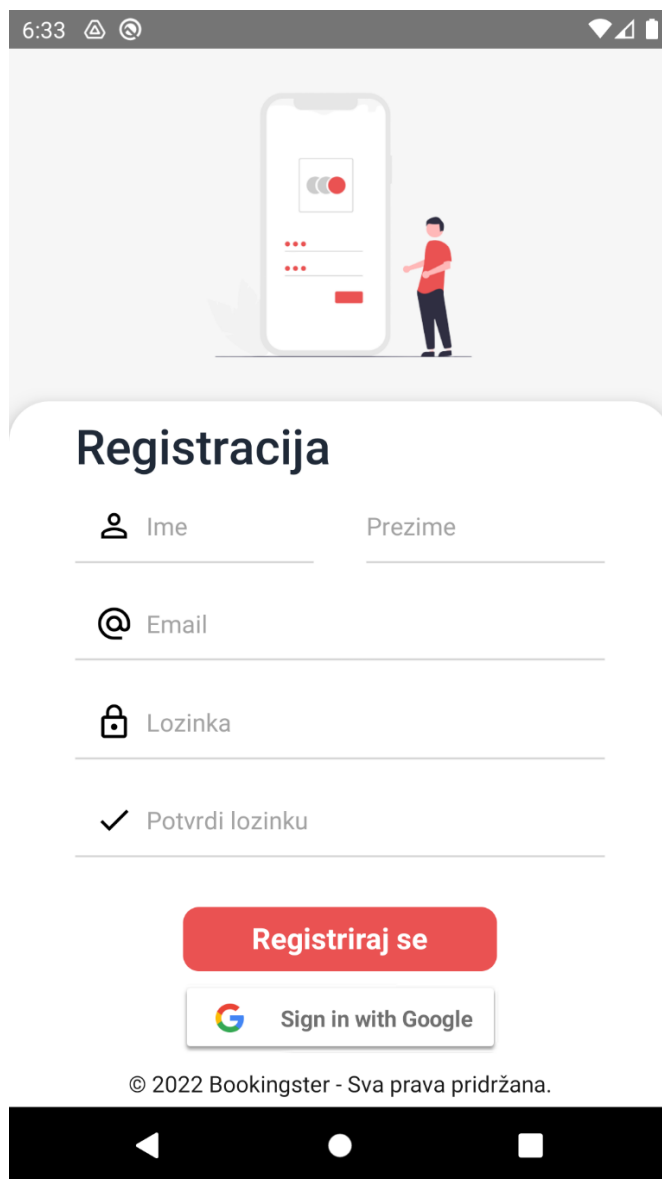 6:33
Registracija
Ime Prezime
Email
Lozinka
Potvrdi lozinku
Registriraj se
Sign in with Google
© 2022 Bookingster - Sva prava pridržana.